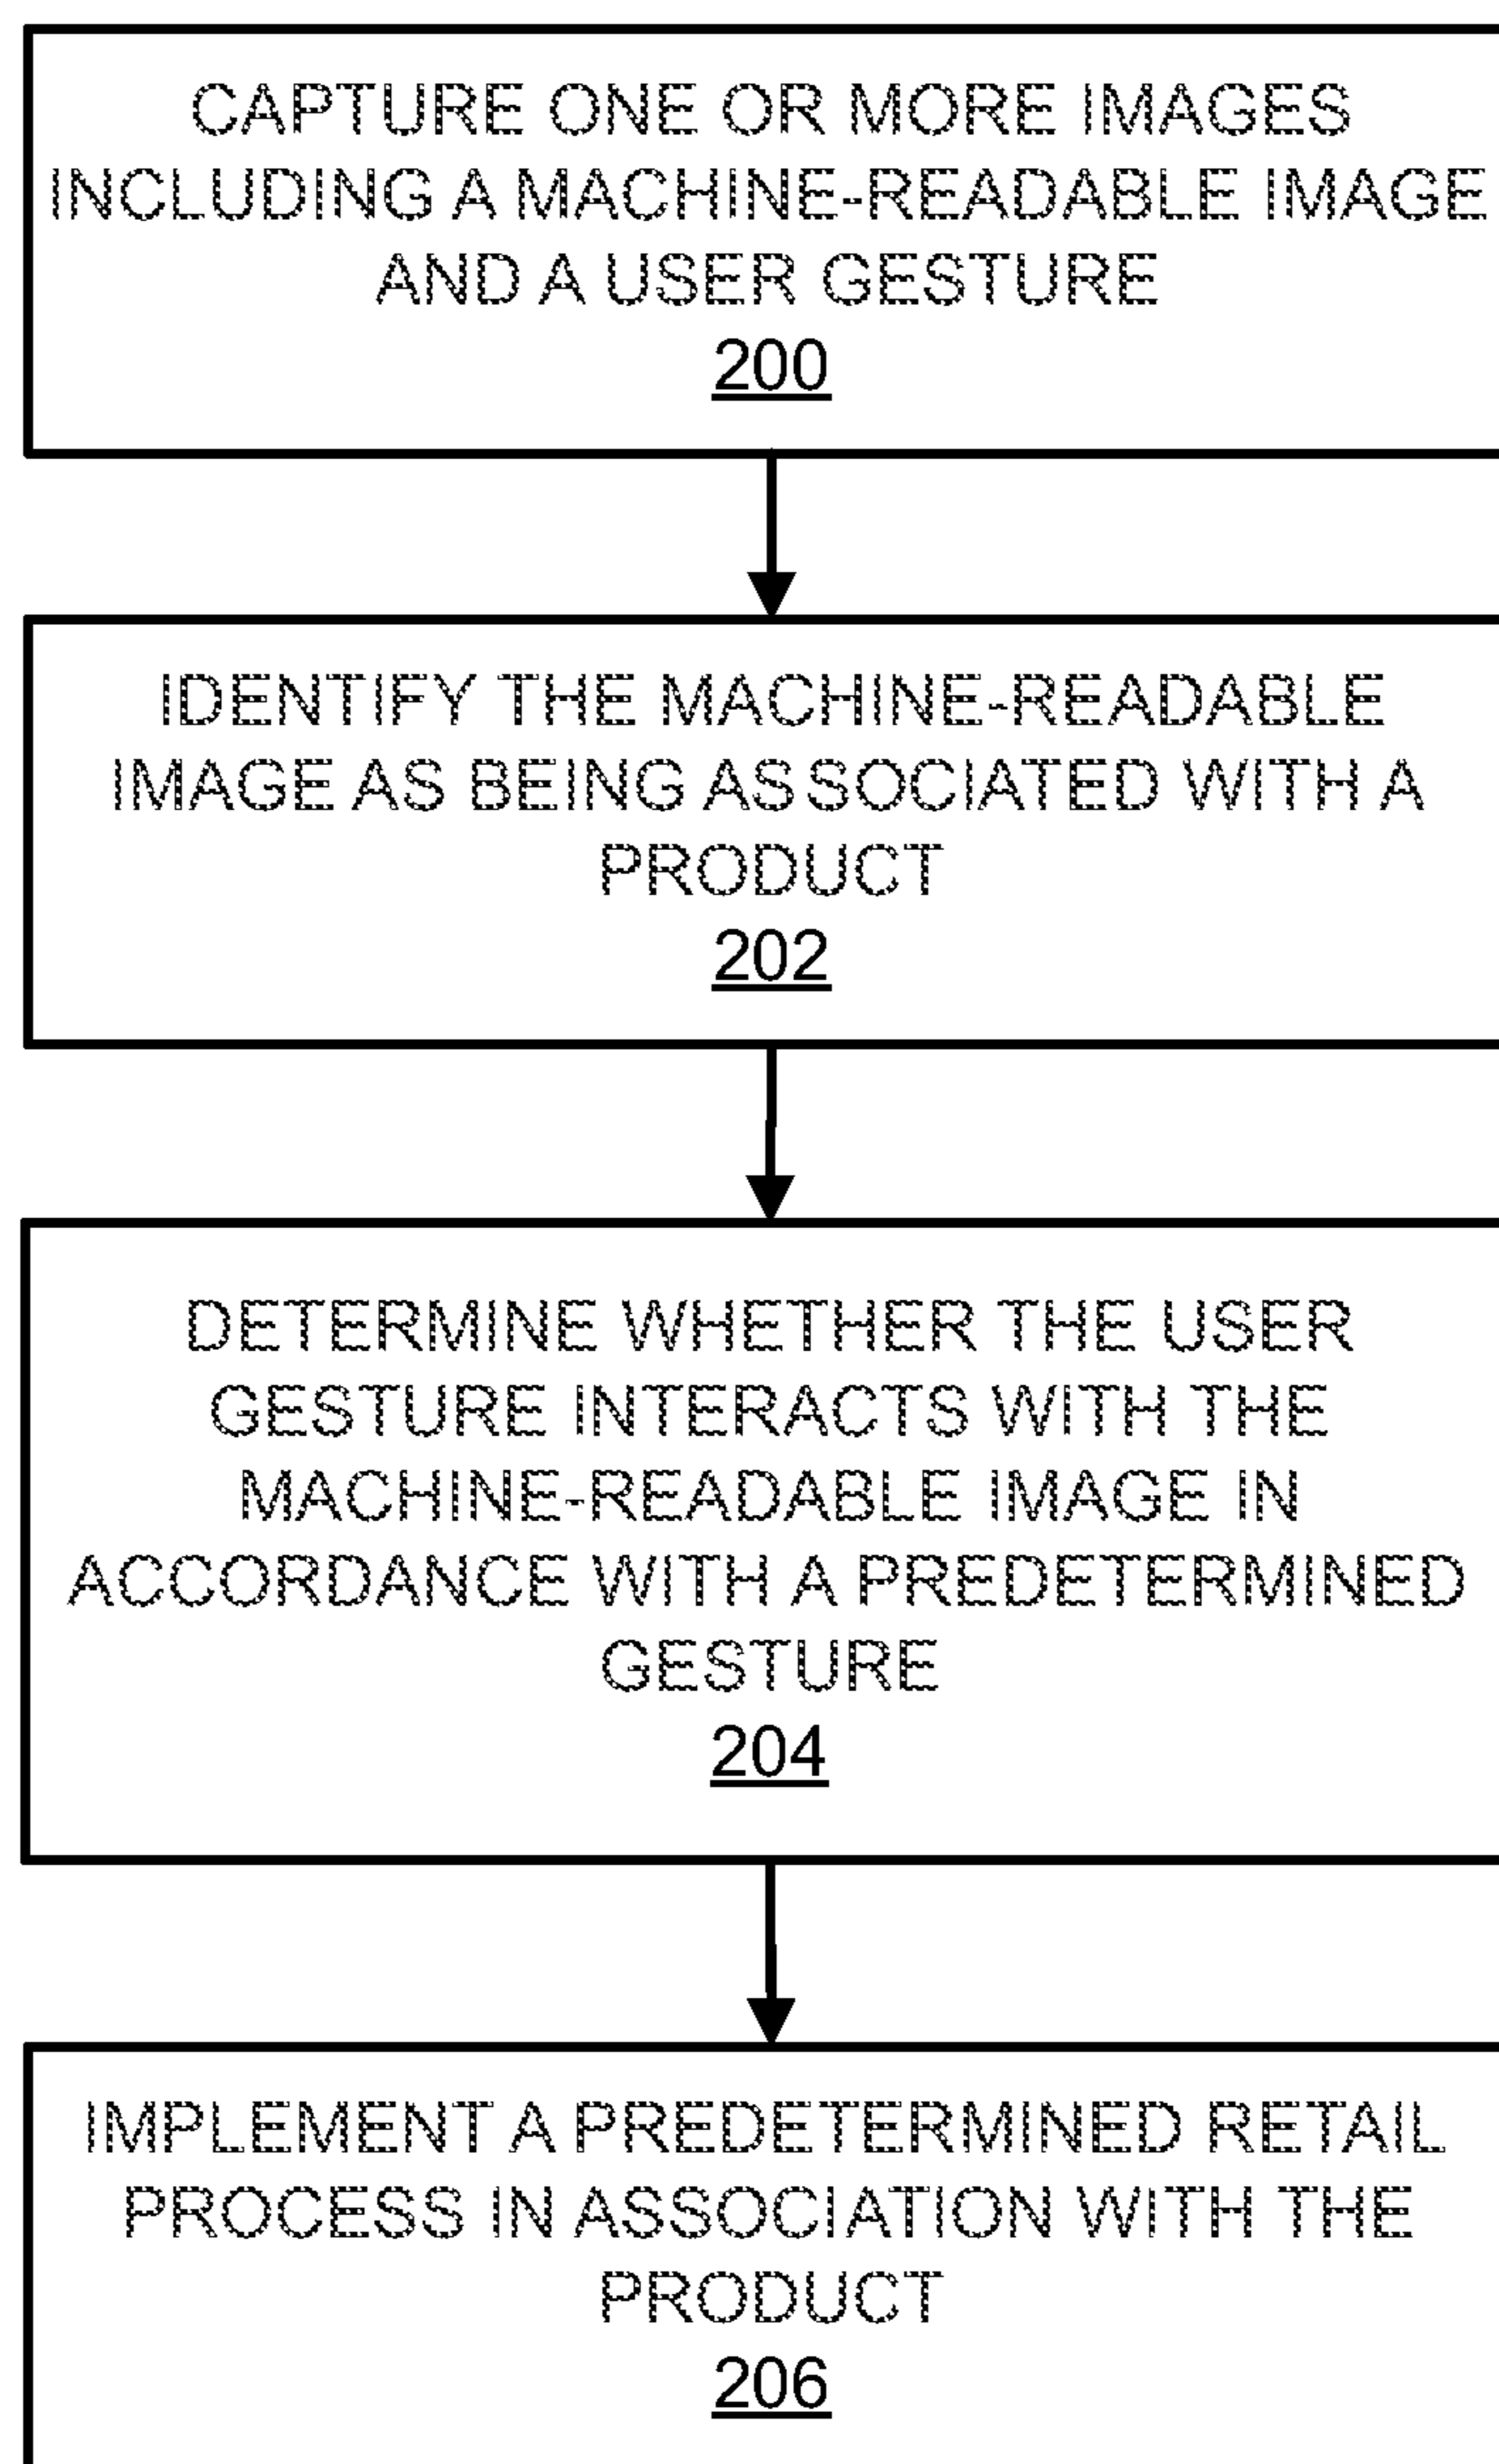 CAPTURE ONE OR MORE IMAGES
INCLUDING A MACHINE-READABLE IMAGE
AND A USER GESTURE
200
IDENTIFY THE MACHINE-READABLE
IMAGE AS BEING ASSOCIATED WITH A
PRODUCT
202
DETERMINE WHETHER THE USER
GESTURE INTERACTS WITH THE
MACHINE-READABLE IMAGE IN
ACCORDANCE WITH A PREDETERMINED
GESTURE
204
IMPLEMENT A PREDETERMINED RETAIL
PROCESS IN ASSOCIATION WITH THE
PRODUCT
206